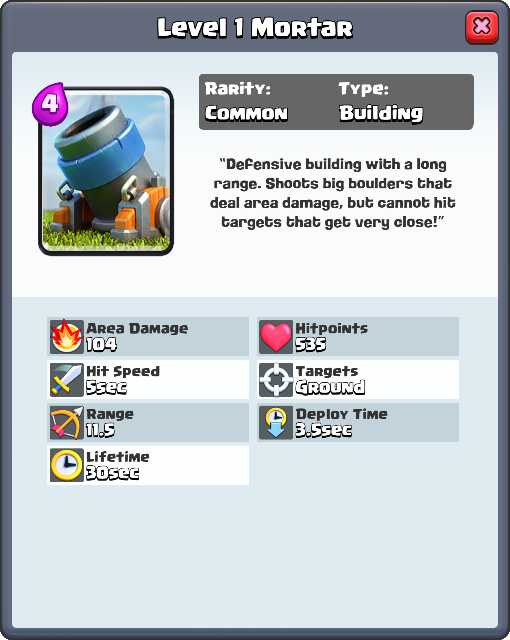 Level 1 Mortar
4
Rarity:
Common
Type:
Building
"Defensive building with a long
range. Shoots big boulders that
deal area damage, but cannot hit
targets that get very close!"
Area Damage
104
Hitpoints
535
Hit Speed
5sec
Targets
Ground
Range
11.5
Deploy Time
3.5sec
Lifetime
30sec